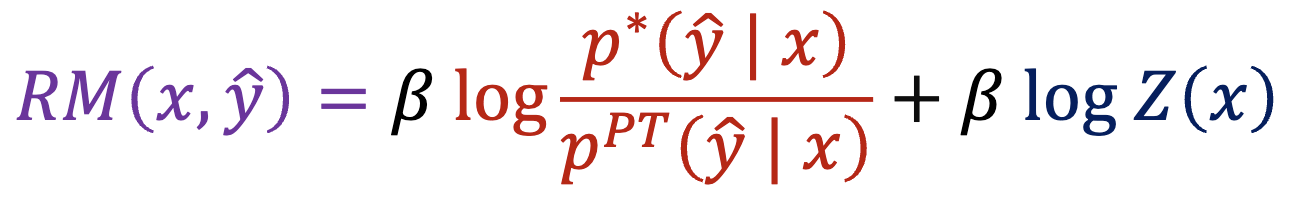 RM(x, ŷ) = β log p*(ŷ | x) / p^{PT}(ŷ | x) + β log Z(x)